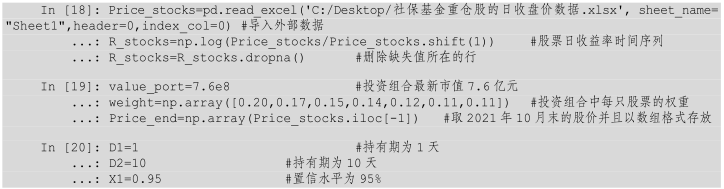 In [18]: Price_stocks=pd.read_excel('C:/Desktop/社保基金重仓股的日收盘价数据.xlsx', sheet_name=
"Sheet1",header=0,index_col=0) #导入外部数据
...: R_stocks=np.log(Price_stocks/Price_stocks.shift(1)) #股票日收益率时间序列
...: R_stocks=R_stocks.dropna() #删除缺失值所在的行
In [19]: value_port=7.6e8 #投资组合最新市值 7.6 亿元
...: weight=np.array([0.20,0.17,0.15,0.14,0.12,0.11,0.11]) #投资组合中每只股票的权重
...: Price_end=np.array(Price_stocks.iloc[-1]) #取 2021 年 10 月末的股价并且以数组格式存放
In [20]: D1=1 #持有期为 1 天
...: D2=10 #持有期为 10 天
...: X1=0.95 #置信水平为 95%